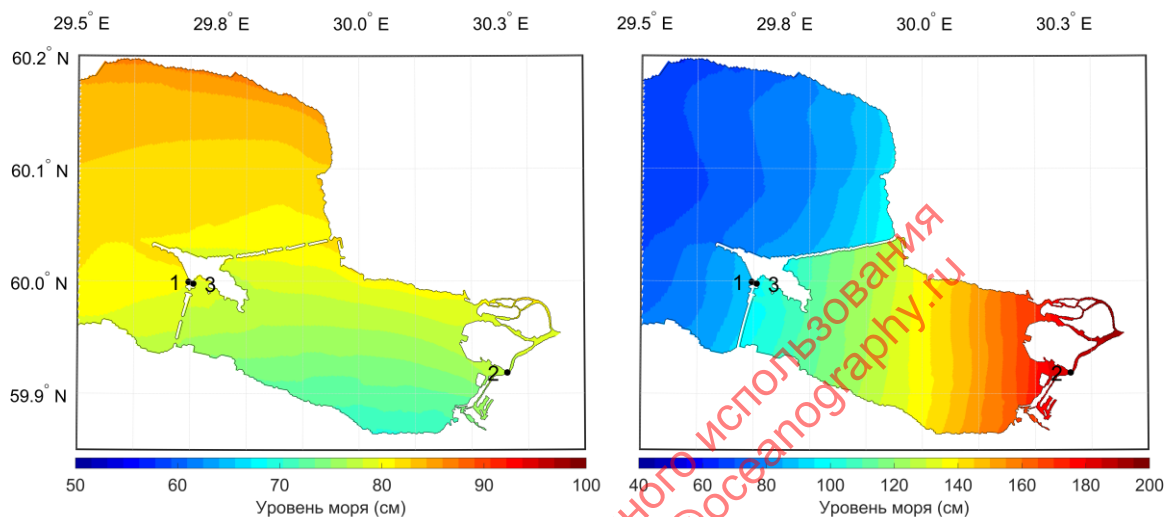 29.5° E 29.8° E 30.0° E 30.3° E
60.2° N
60.1° N
60.0° N
59.9° N
1 3
2
50 60 70 80 90 100
Уровень моря (см)
29.5° E 29.8° E 30.0° E 30.3° E
1 3
2
40 60 80 100 120 140 160 180 200
Уровень моря (см)
ного использования
oceanography.ru